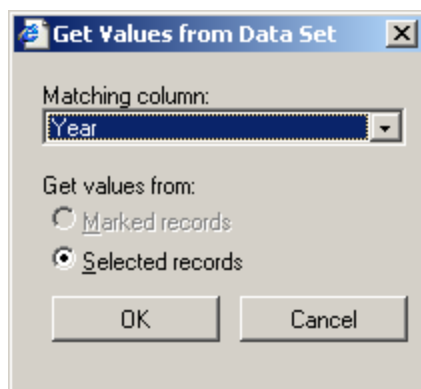 Get Values from Data Set
Matching column:
Year
Get values from:
Marked records
Selected records
OK Cancel